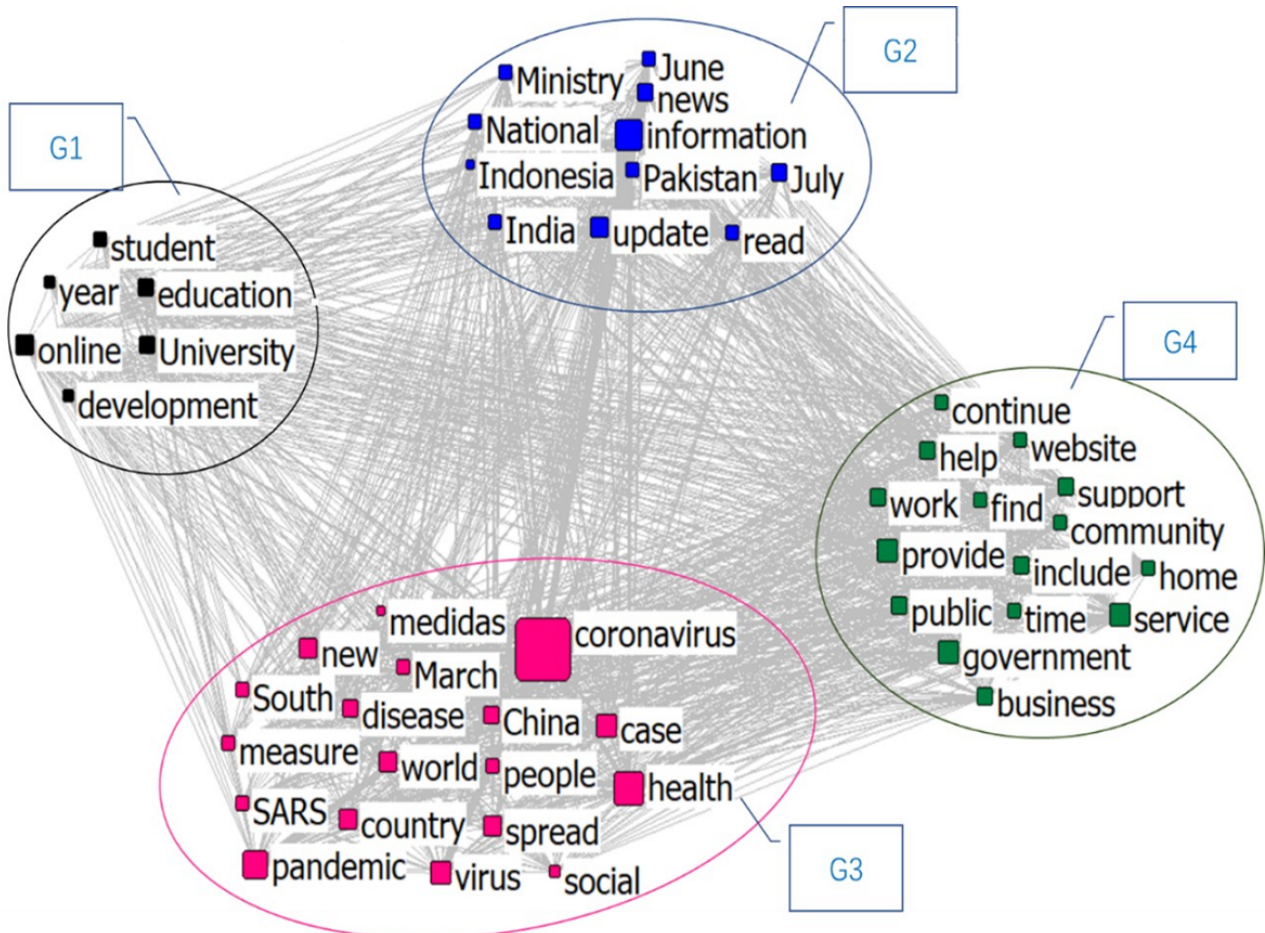 G1
student
year
education
online
University
development
G2
Ministry
June
news
National
information
Indonesia
Pakistan
July
India
update
read
G4
continue
help
website
work
find
support
community
provide
include
home
public
time
service
government
business
medidas
coronavirus
new
March
South
disease
China
case
measure
world
people
health
SARS
country
spread
pandemic
virus
social
G3